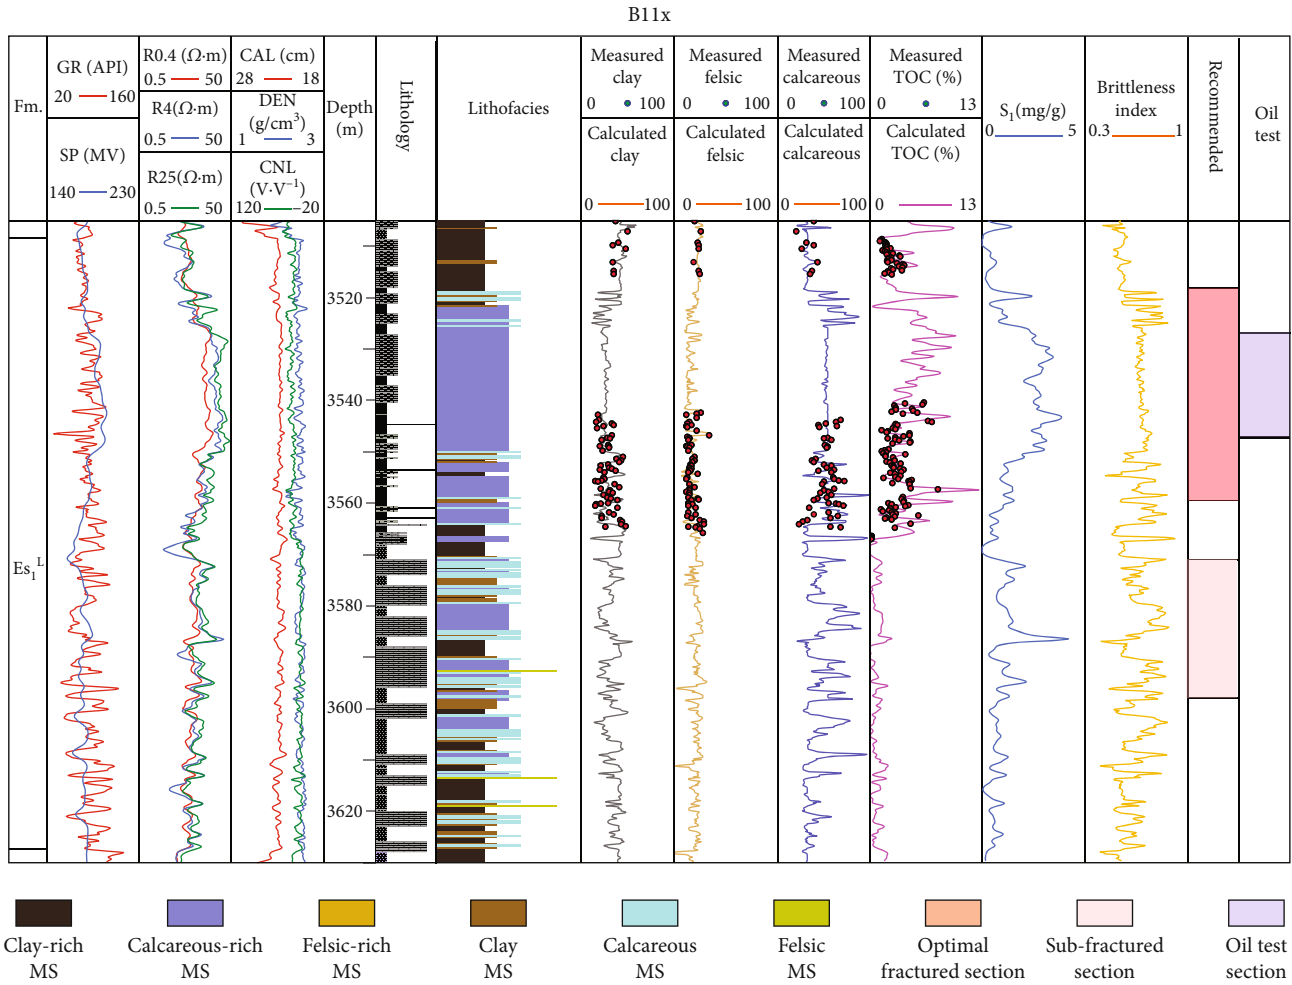 B11x
Fm.
GR (API)
20 160
SP (MV)
140 230
R0.4 (Ω·m)
0.5 50
R4(Ω·m)
0.5 50
R25(Ω·m)
0.5 50
CAL (cm)
28 18
DEN
(g/cm³)
1 3
CNL
(V·V⁻¹)
120 −20
Depth
(m)
Lithology
Lithofacies
Measured
clay
0 100
Calculated
clay
0 100
Measured
felsic
0 100
Calculated
felsic
0 100
Measured
calcareous
0 100
Calculated
calcareous
0 100
Measured
TOC (%)
0 13
Calculated
TOC (%)
0 13
S₁(mg/g)
0 5
Brittleness
index
0.3 1
Recommended
Oil
test
3520
3540
3560
Es₁ᴸ
3580
3600
3620
Clay-rich
MS
Calcareous-rich
MS
Felsic-rich
MS
Clay
MS
Calcareous
MS
Felsic
MS
Optimal
fractured section
Sub-fractured
section
Oil test
section